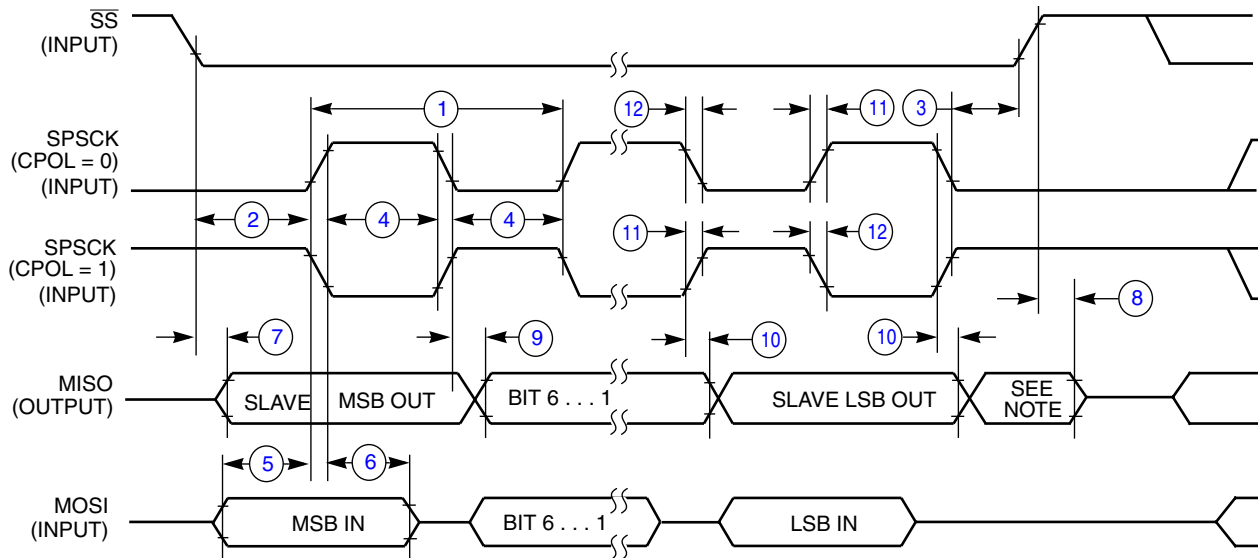 SS
(INPUT)
1
12
11
3
SPSCK
(CPOL = 0)
(INPUT)
2
4
4
11
12
SPSCK
(CPOL = 1)
(INPUT)
8
7
9
10
10
MISO
(OUTPUT)
SLAVE
MSB OUT
BIT 6 . . . 1
SLAVE LSB OUT
SEE
NOTE
5
6
MOSI
(INPUT)
MSB IN
BIT 6 . . . 1
LSB IN